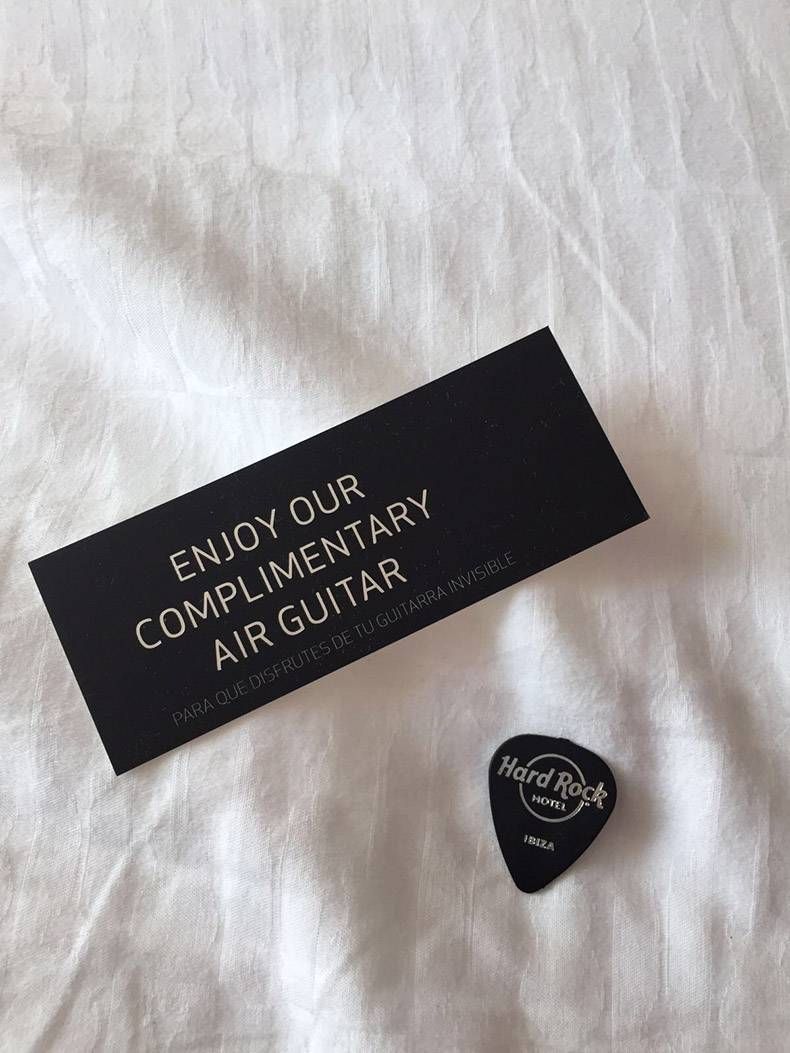 ENJOY OUR
COMPLIMENTARY
AIR GUITAR
PARA QUE DISFRUTES DE TU GUITARRA INVISIBLE
Hard Rock
HOTEL
IBIZA